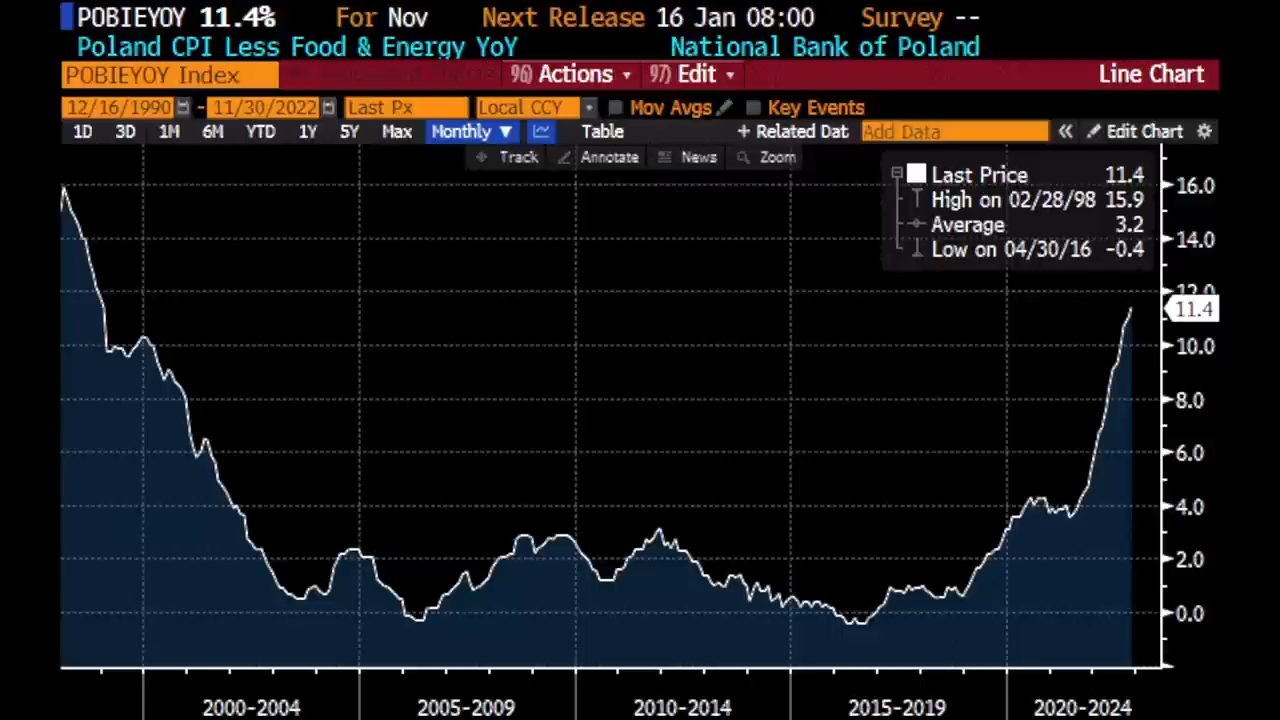 POBIEYOY 11.4% For Nov Next Release 16 Jan 08:00 Survey --
Poland CPI Less Food & Energy YoY National Bank of Poland
POBIEYOY Index 96) Actions 97) Edit Line Chart
12/16/1990 - 11/30/2022 Last Px Local CCY Mov Avgs Key Events
1D 3D 1M 6M YTD 1Y 5Y Max Monthly ▼ Table + Related Dat Add Data « Edit Chart
Track Annotate News Zoom
Last Price 11.4
High on 02/28/98 15.9
Average 3.2
Low on 04/30/16 -0.4
16.0
14.0
12.0
11.4
10.0
8.0
6.0
4.0
2.0
0.0
2000-2004 2005-2009 2010-2014 2015-2019 2020-2024